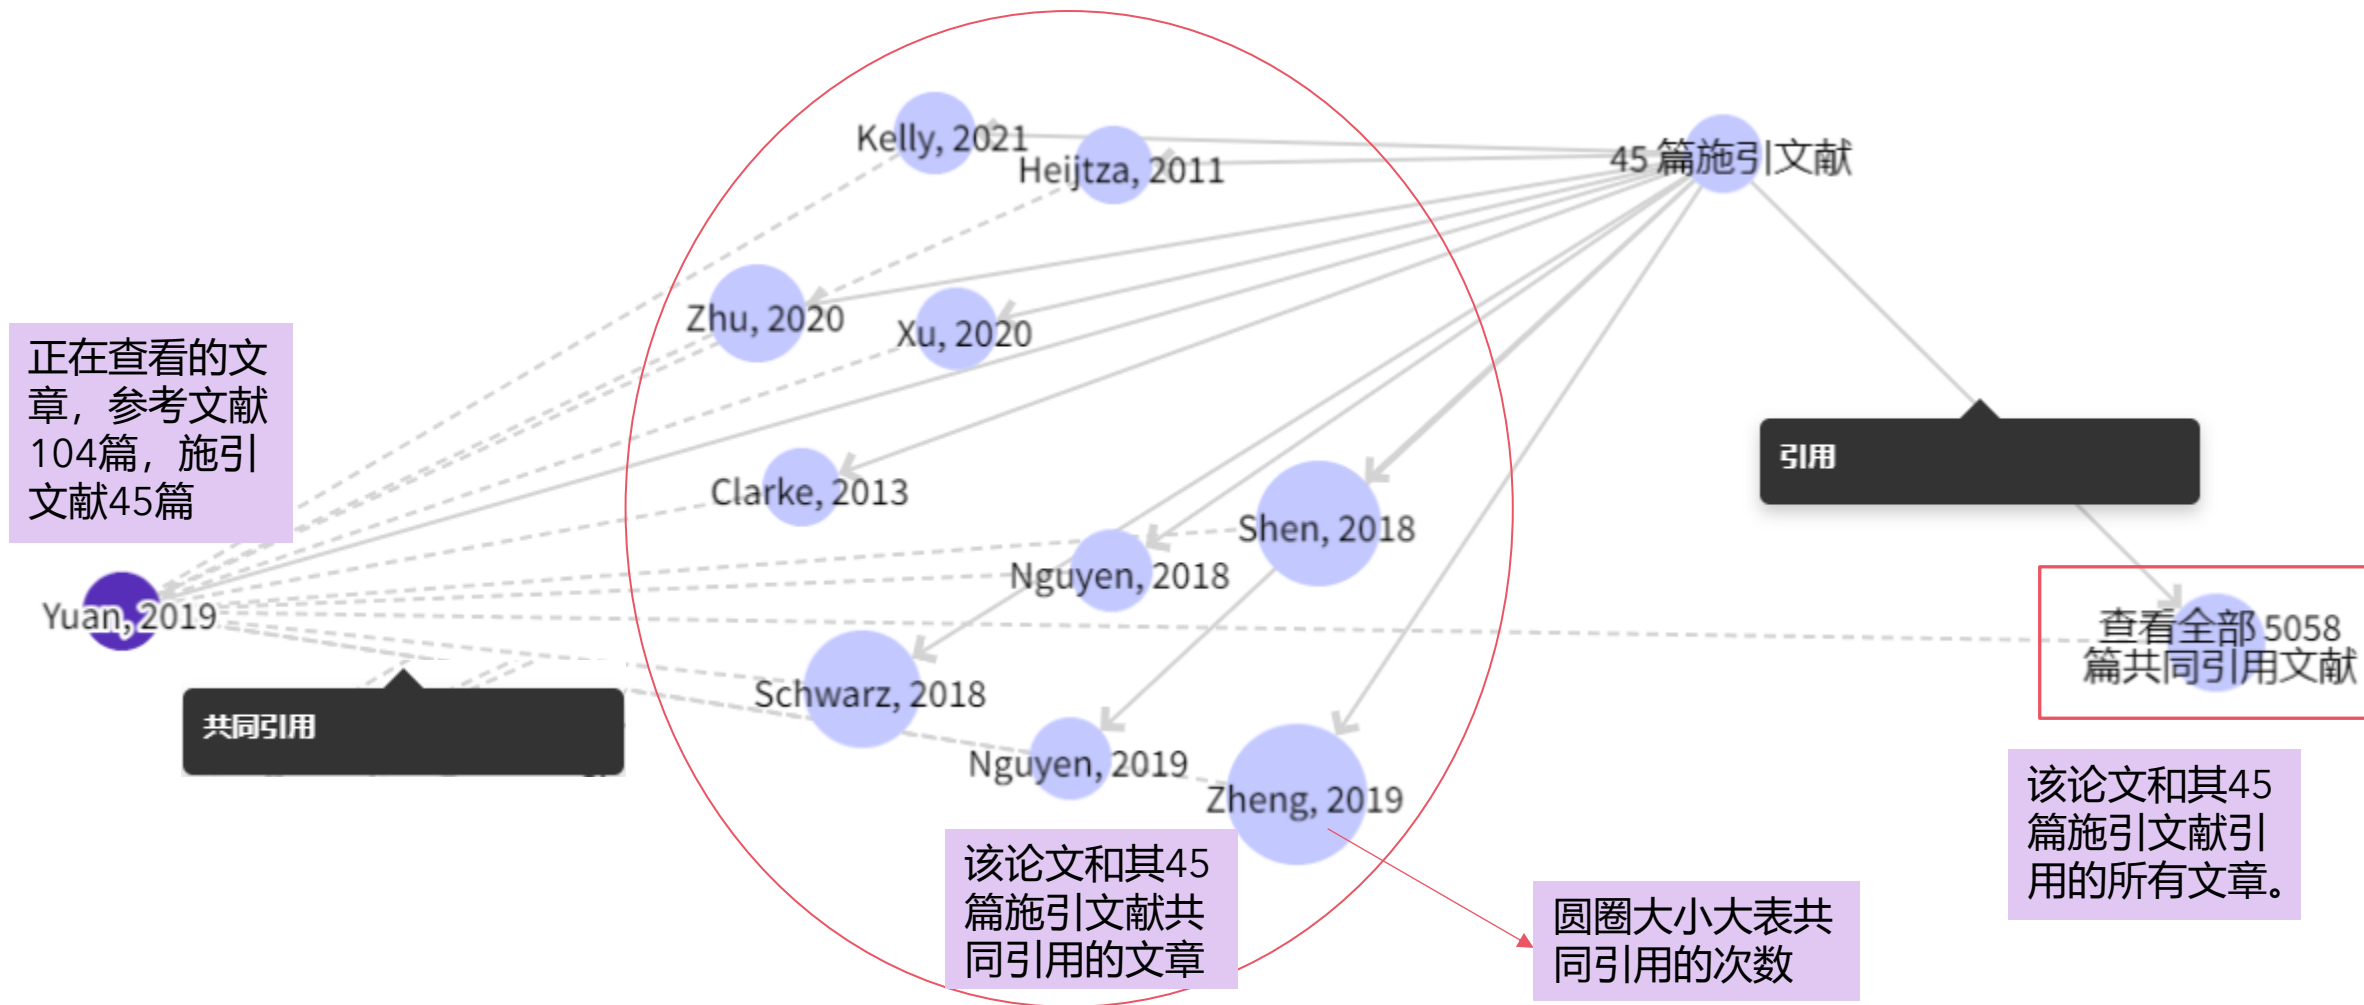 Kelly, 2021
Heijtza, 2011
45 篇施引文献
Zhu, 2020
Xu, 2020
正在查看的文
章，参考文献
104篇，施引
文献45篇
引用
Clarke, 2013
Shen, 2018
Nguyen, 2018
Yuan, 2019
查看全部 5058
篇共同引用文献
Schwarz, 2018
共同引用
Nguyen, 2019
Zheng, 2019
该论文和其45
篇施引文献引
用的所有文章。
该论文和其45
篇施引文献共
同引用的文章
圆圈大小大表共
同引用的次数